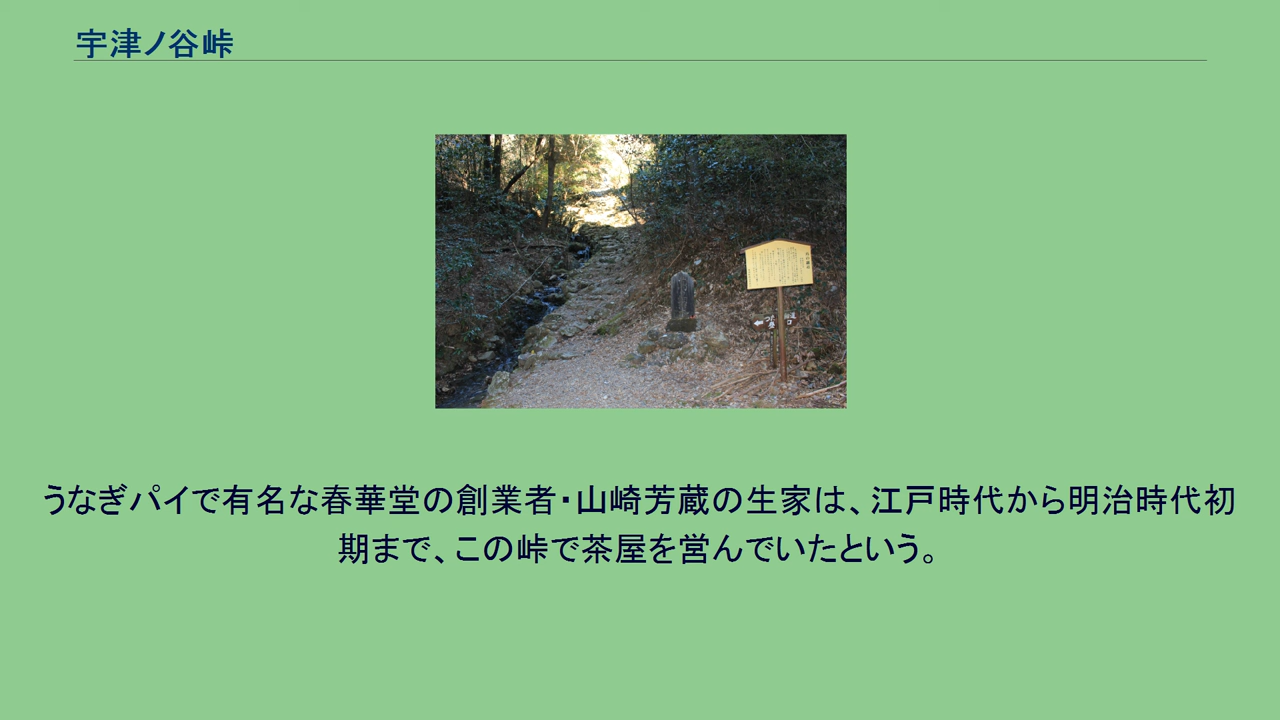 宇津ノ谷峠
うなぎパイで有名な春華堂の創業者・山崎芳蔵の生家は、江戸時代から明治時代初
期まで、この峠で茶屋を営んでいたという。